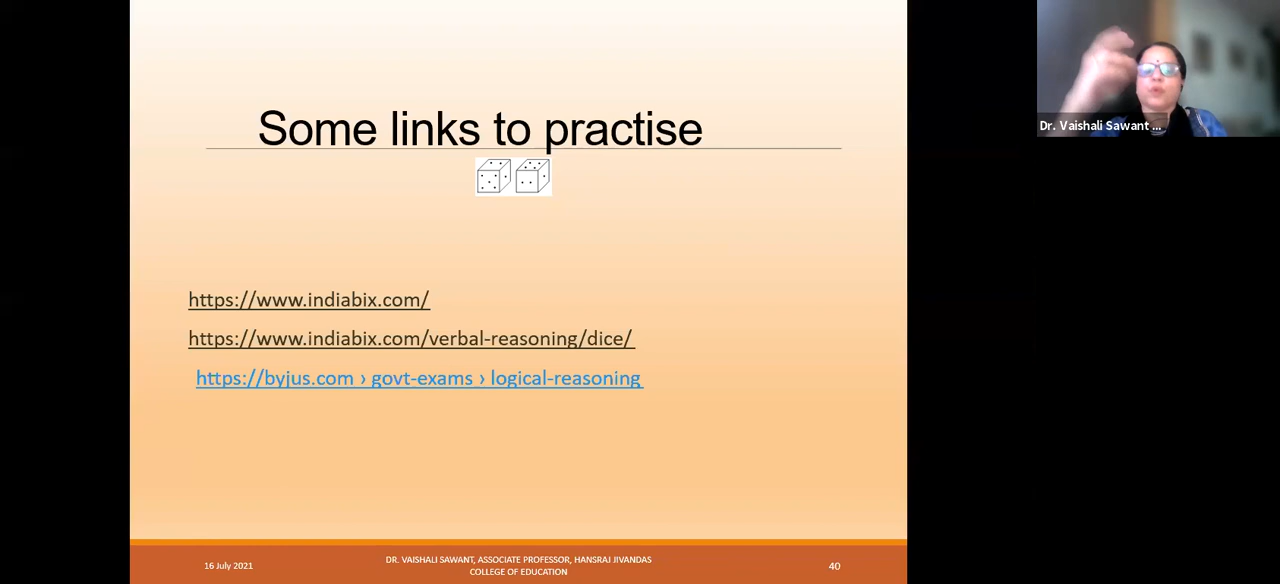 Some links to practise
https://www.indiabix.com/
https://www.indiabix.com/verbal-reasoning/dice/
https://byjus.com › govt-exams › logical-reasoning
16 July 2021
DR. VAISHALI SAWANT, ASSOCIATE PROFESSOR, HANSRAJ JIVANDAS
COLLEGE OF EDUCATION
40
Dr. Vaishali Sawant ...